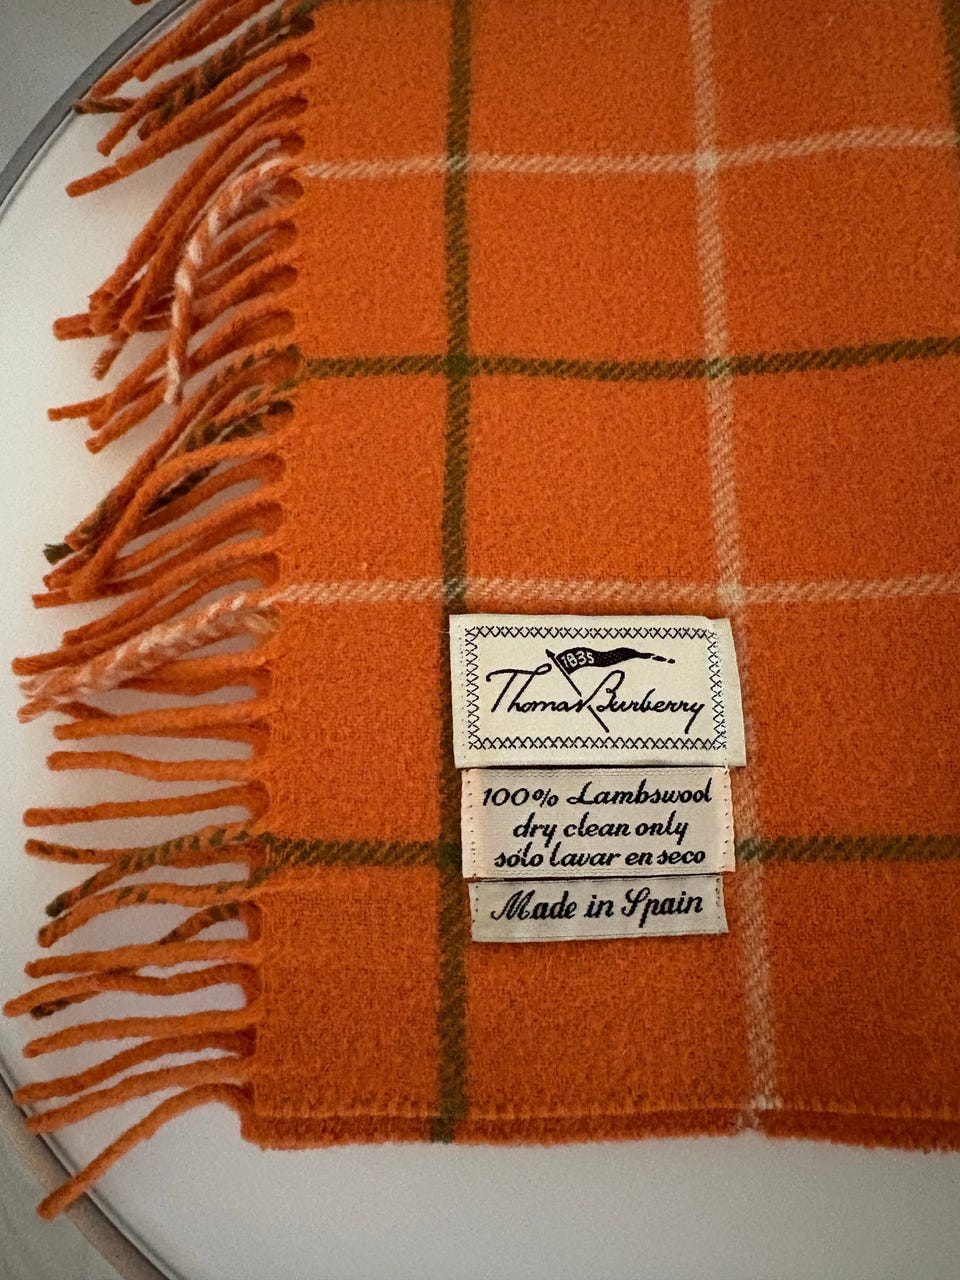 1835
Thomas Burberry
100% Lambswool
dry clean only
sólo lavar en seco
Made in Spain